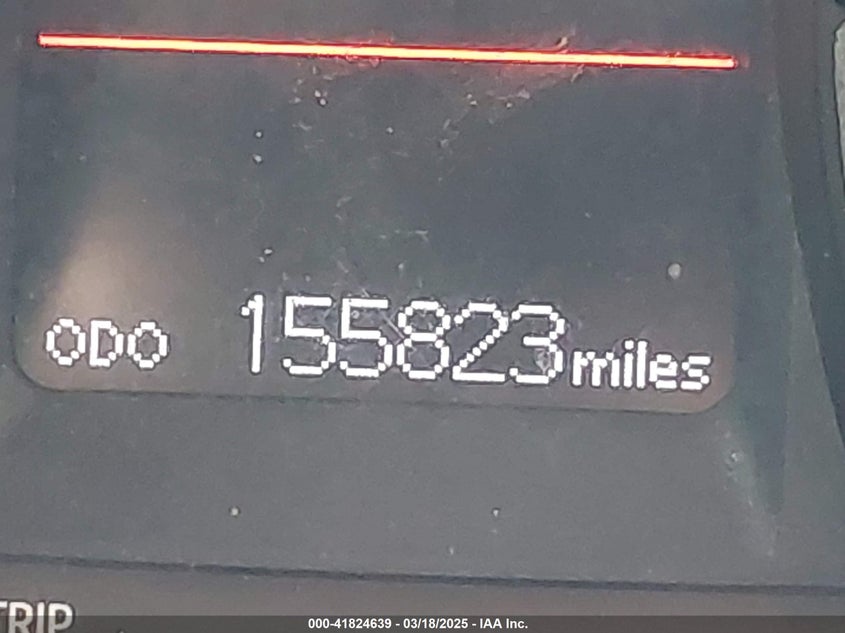 ODO 155823 miles
TRIP
000-41824639 - 03/18/2025 - IAA Inc.